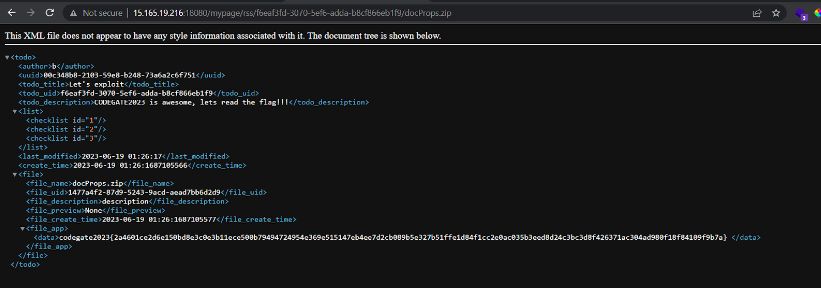 Not secure 15.165.19.216:18080/mypage/rss/f6eaf3fd-3070-5ef6-adda-b8cf866eb1f9/docProps.zip
This XML file does not appear to have any style information associated with it. The document tree is shown below.
▼<todo>
<author>b</author>
<uuid>00c348b8-2103-59e8-b248-73a6a2c6f751</uuid>
<todo_title>Let's exploit</todo_title>
<todo_uid>f6eaf3fd-3070-5ef6-adda-b8cf866eb1f9</todo_uid>
<todo_description>CODEGATE2023 is awesome, lets read the flag!!!</todo_description>
▼<list>
<checklist id="1"/>
<checklist id="2"/>
<checklist id="3"/>
</list>
<last_modified>2023-06-19 01:26:17</last_modified>
<create_time>2023-06-19 01:26:1687105566</create_time>
▼<file>
<file_name>docProps.zip</file_name>
<file_uid>1477a4f2-87d9-5243-9acd-aead7bb6d2d9</file_uid>
<file_description>description</file_description>
<file_preview>None</file_preview>
<file_create_time>2023-06-19 01:26:1687105577</file_create_time>
▼<file_app>
<data>codegate2023{2a4601ce2d6e150bd8e3c0e3b11ece500b79494724954e369e515147eb4ee7d2cb089b5e327b51ffe1d84f1cc2e0ac035b3eed8d24c3bc3d8f426371ac304ad980f18f84109f9b7a} </data>
</file_app>
</file>
</todo>